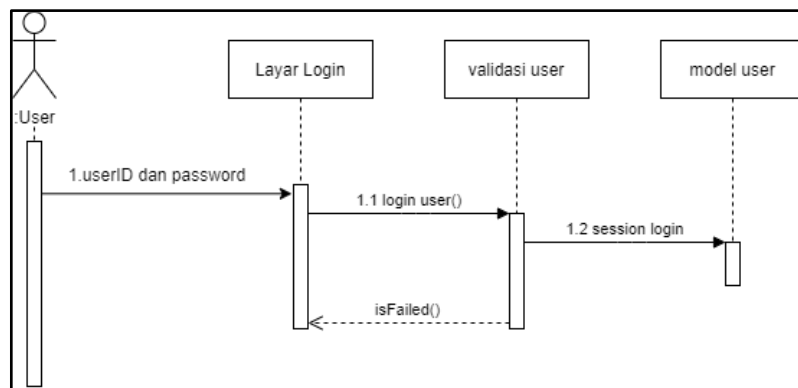 Layar Login
validasi user
model user
:User
1.userID dan password
1.1 login user()
1.2 session login
isFailed()